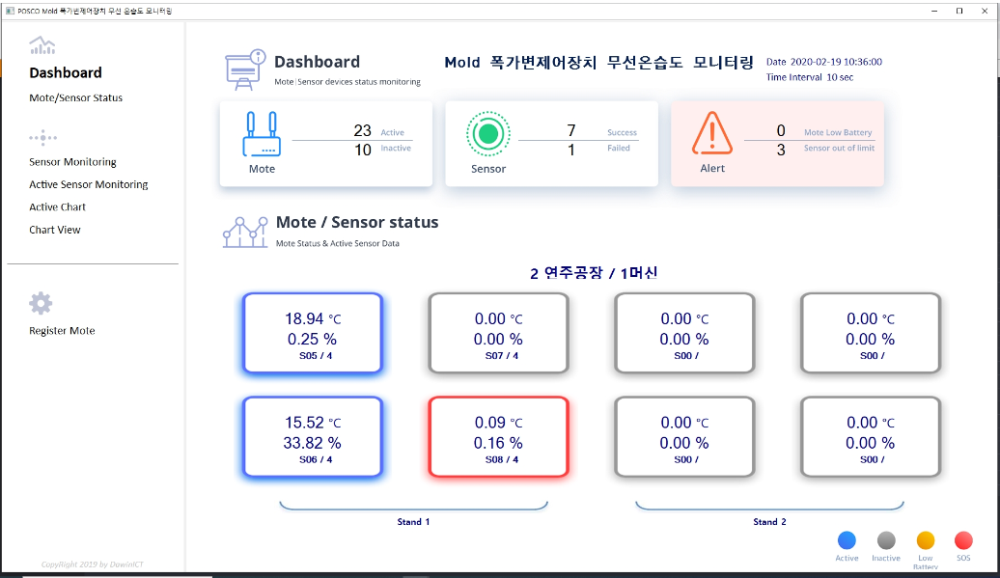 POSCO Mold 폭가변제어장치 무선 온습도 모니터링
Dashboard
Mote/Sensor Status
Sensor Monitoring
Active Sensor Monitoring
Active Chart
Chart View
Register Mote
CopyRight 2019 by DawinICT
Dashboard
Mote|Sensor devices status monitoring
Mold 폭가변제어장치 무선온습도 모니터링
Date 2020-02-19 10:36:00
Time Interval 10 sec
23 Active
10 Inactive
Mote
7 Success
1 Failed
Sensor
0 Mote Low Battery
3 Sensor out of limit
Alert
Mote / Sensor status
Mote Status & Active Sensor Data
2 연주공장 / 1머신
18.94 °C
0.25 %
S05 / 4
0.00 °C
0.00 %
S07 / 4
0.00 °C
0.00 %
S00 /
0.00 °C
0.00 %
S00 /
15.52 °C
33.82 %
S06 / 4
0.09 °C
0.16 %
S08 / 4
0.00 °C
0.00 %
S00 /
0.00 °C
0.00 %
S00 /
Stand 1
Stand 2
Active
Inactive
Low
Battery
SOS